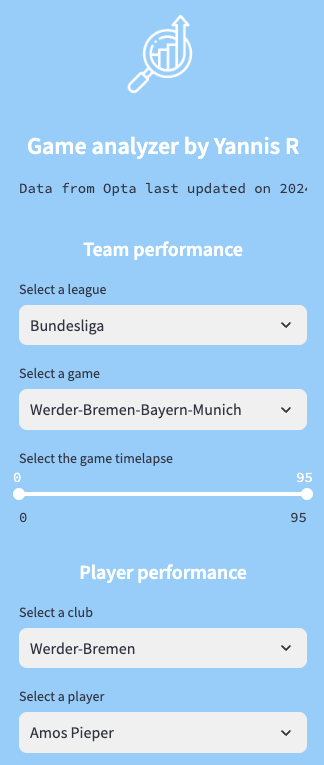 Game analyzer by Yannis R
Data from Opta last updated on 202
Team performance
Select a league
Bundesliga
Select a game
Werder-Bremen-Bayern-Munich
Select the game timelapse
0 95
0 95
Player performance
Select a club
Werder-Bremen
Select a player
Amos Pieper